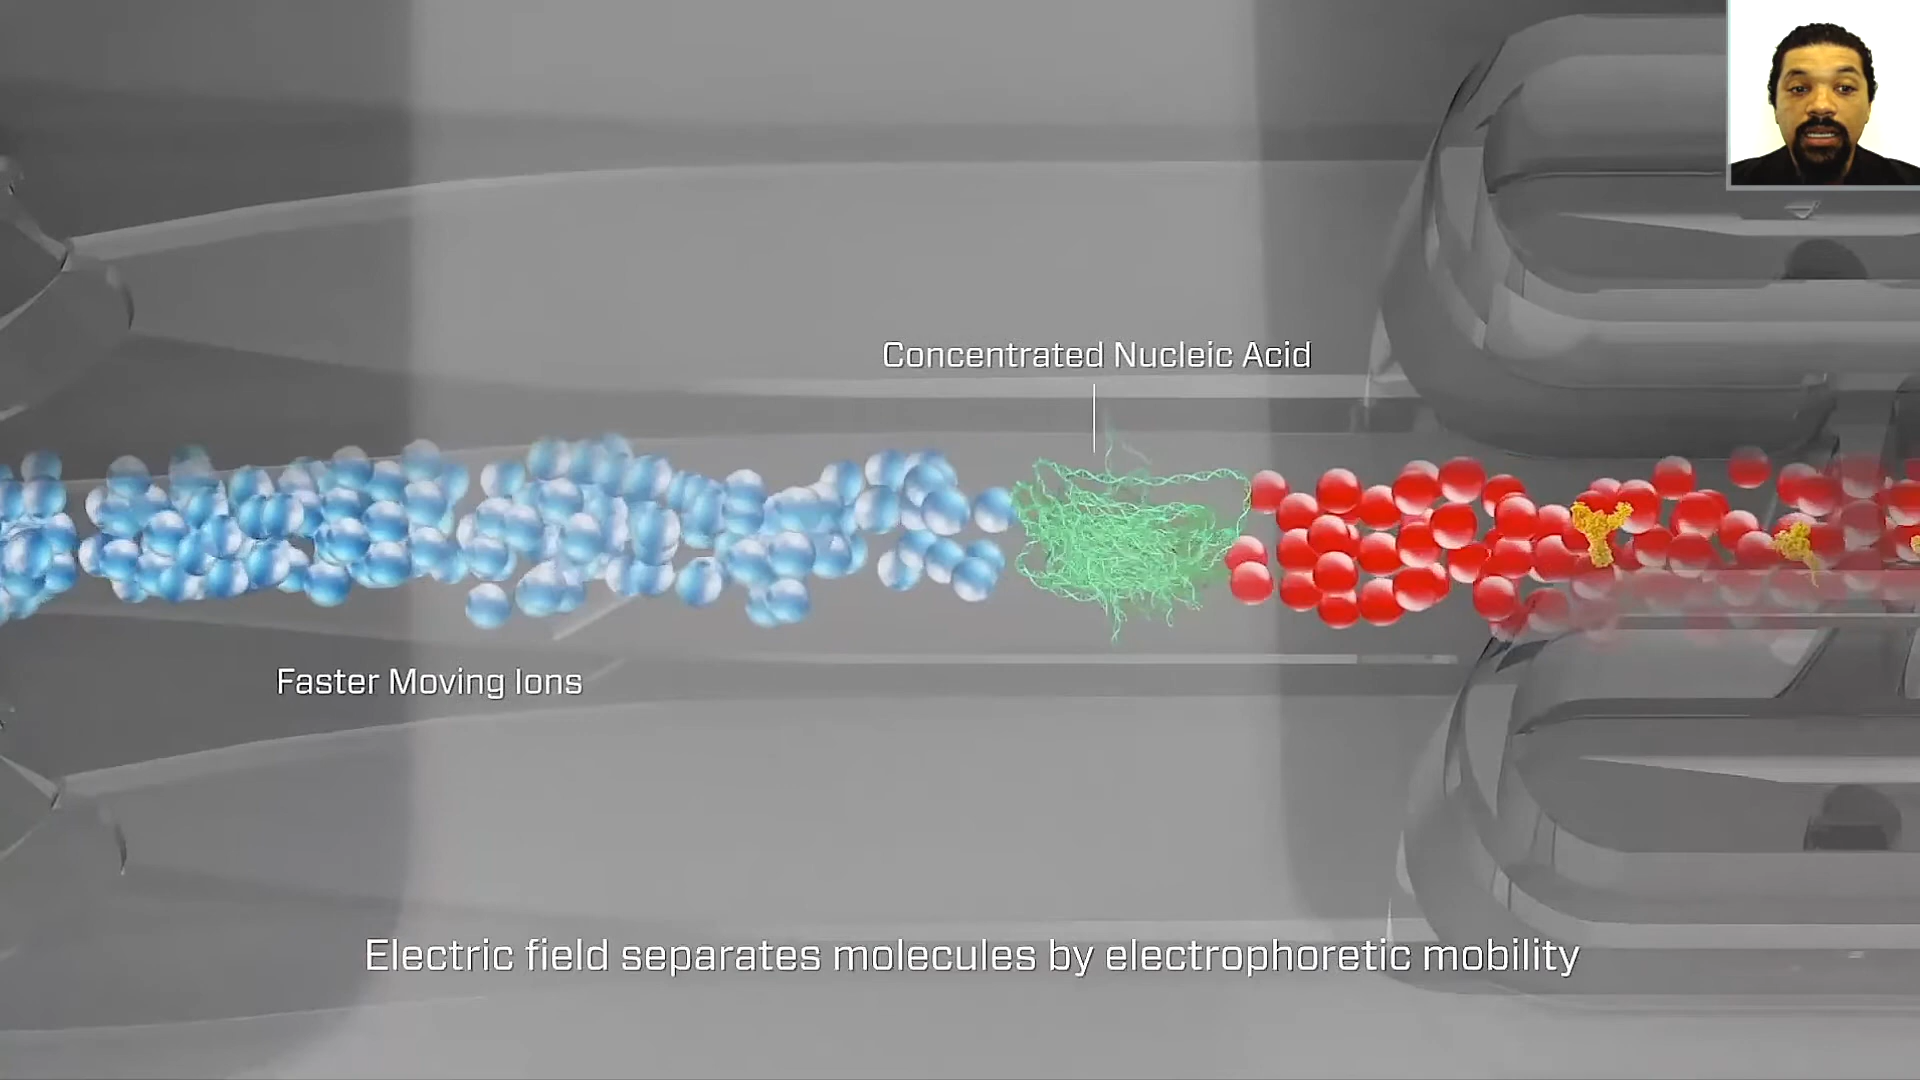 Concentrated Nucleic Acid
Faster Moving Ions
Electric field separates molecules by electrophoretic mobility